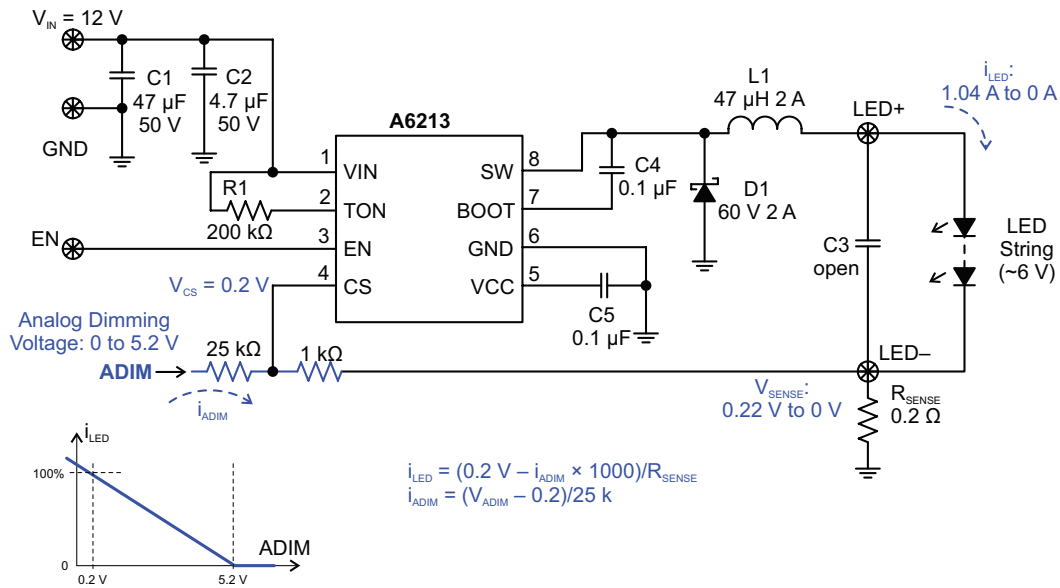 V_IN = 12 V
C1
47 µF
50 V
C2
4.7 µF
50 V
GND
A6213
L1
47 µH 2 A
i_LED:
1.04 A to 0 A
LED+
1
VIN
SW
8
R1
200 kΩ
2
TON
BOOT
7
C4
0.1 µF
D1
60 V 2 A
EN
3
EN
GND
6
4
CS
VCC
5
C5
0.1 µF
C3
open
LED
String
(~6 V)
V_CS = 0.2 V
Analog Dimming
Voltage: 0 to 5.2 V
ADIM
25 kΩ
1 kΩ
i_ADIM
LED–
V_SENSE:
0.22 V to 0 V
R_SENSE
0.2 Ω
i_LED
100%
0
0.2 V
5.2 V
ADIM
i_LED = (0.2 V – i_ADIM × 1000)/R_SENSE
i_ADIM = (V_ADIM – 0.2)/25 k